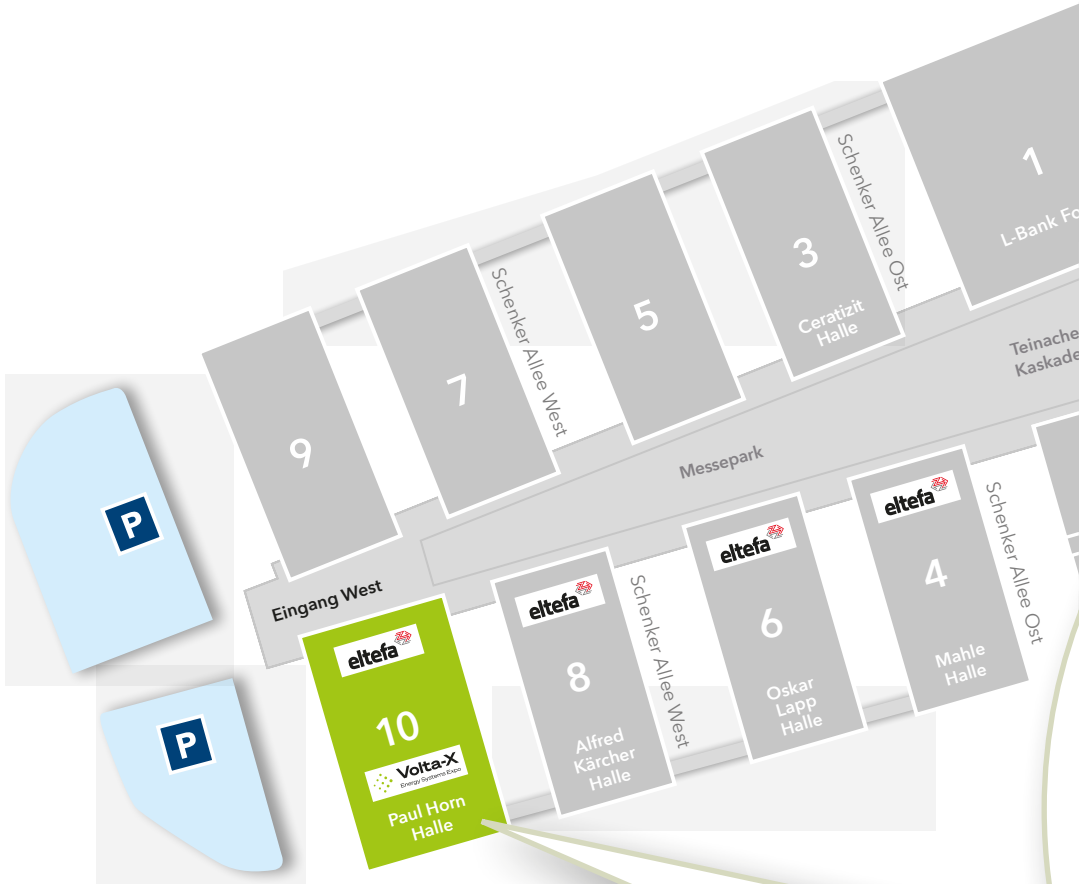 1
L-Bank Fo
Schenker Allee Ost
3
Ceratizit
Halle
5
Schenker Allee West
7
9
Teinache
Kaskade
Messepark
P
Eingang West
eltefa
4
Mahle
Halle
Schenker Allee Ost
eltefa
6
Oskar
Lapp
Halle
eltefa
8
Alfred
Kärcher
Halle
Schenker Allee West
eltefa
10
Volta-X
Energy Systems Expo
Paul Horn
Halle
P